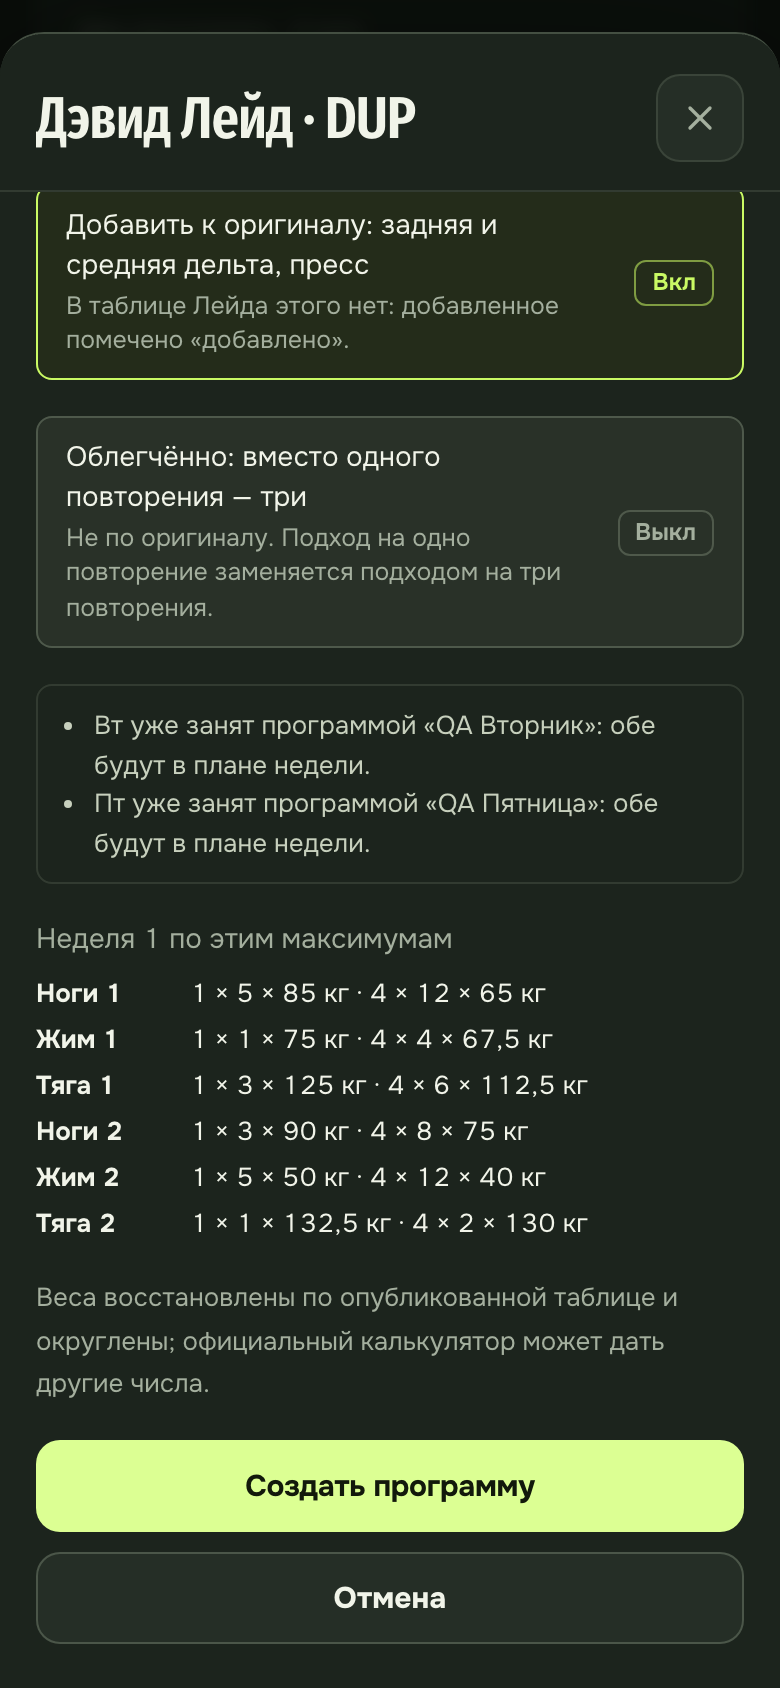 Дэвид Лейд · DUP
Добавить к оригиналу: задняя и
средняя дельта, пресс
В таблице Лейда этого нет: добавленное
помечено «добавлено».
Вкл
Облегчённо: вместо одного
повторения — три
Не по оригиналу. Подход на одно
повторение заменяется подходом на три
повторения.
Выкл
• Вт уже занят программой «QA Вторник»: обе
будут в плане недели.
• Пт уже занят программой «QA Пятница»: обе
будут в плане недели.
Неделя 1 по этим максимумам
Ноги 1 1 × 5 × 85 кг · 4 × 12 × 65 кг
Жим 1 1 × 1 × 75 кг · 4 × 4 × 67,5 кг
Тяга 1 1 × 3 × 125 кг · 4 × 6 × 112,5 кг
Ноги 2 1 × 3 × 90 кг · 4 × 8 × 75 кг
Жим 2 1 × 5 × 50 кг · 4 × 12 × 40 кг
Тяга 2 1 × 1 × 132,5 кг · 4 × 2 × 130 кг
Веса восстановлены по опубликованной таблице и
округлены; официальный калькулятор может дать
другие числа.
Создать программу
Отмена